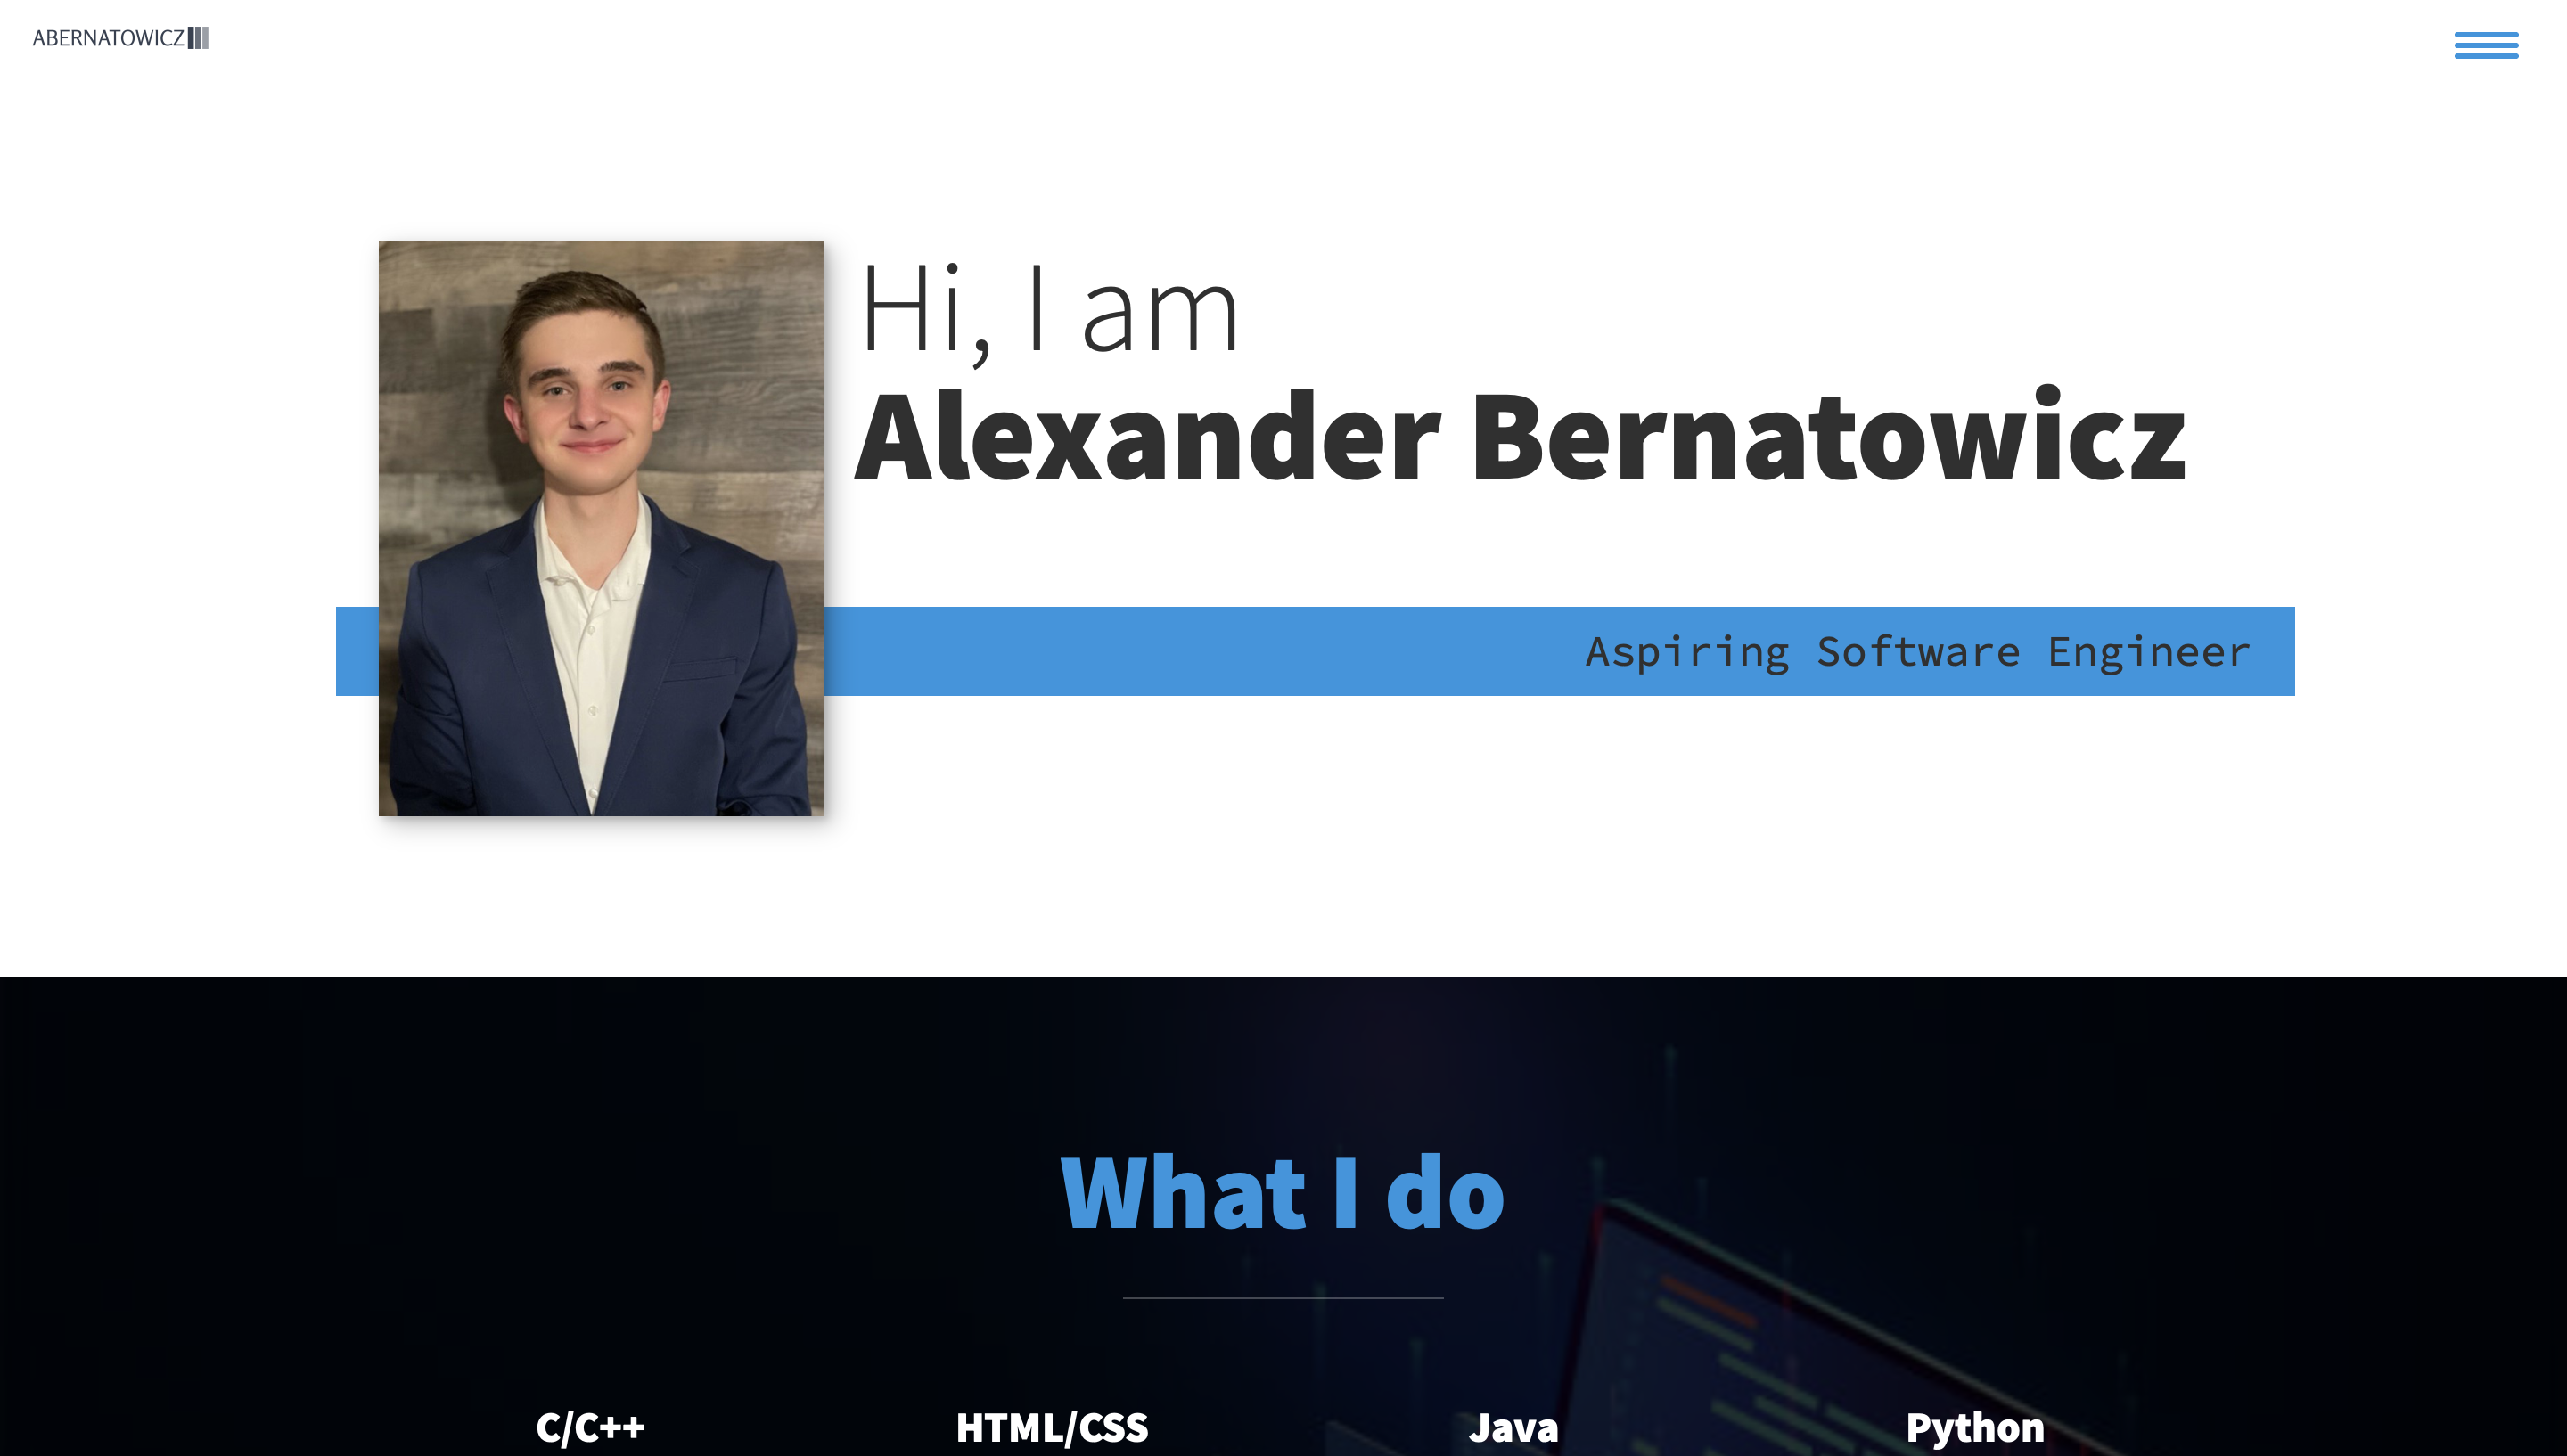 ABERNATOWICZ
Hi, I am
Alexander Bernatowicz
Aspiring Software Engineer
What I do
C/C++
HTML/CSS
Java
Python